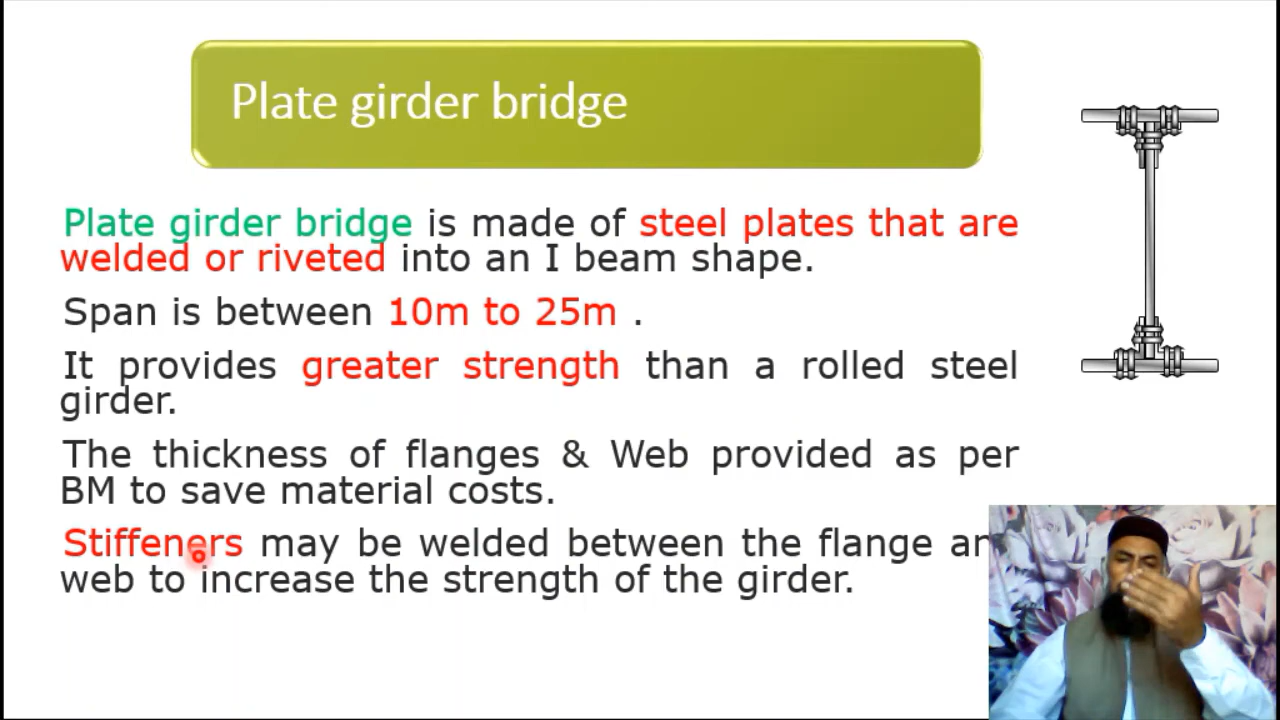 Plate girder bridge
Plate girder bridge is made of steel plates that are
welded or riveted into an I beam shape.
Span is between 10m to 25m .
It provides greater strength than a rolled steel
girder.
The thickness of flanges & Web provided as per
BM to save material costs.
Stiffeners may be welded between the flange an
web to increase the strength of the girder.